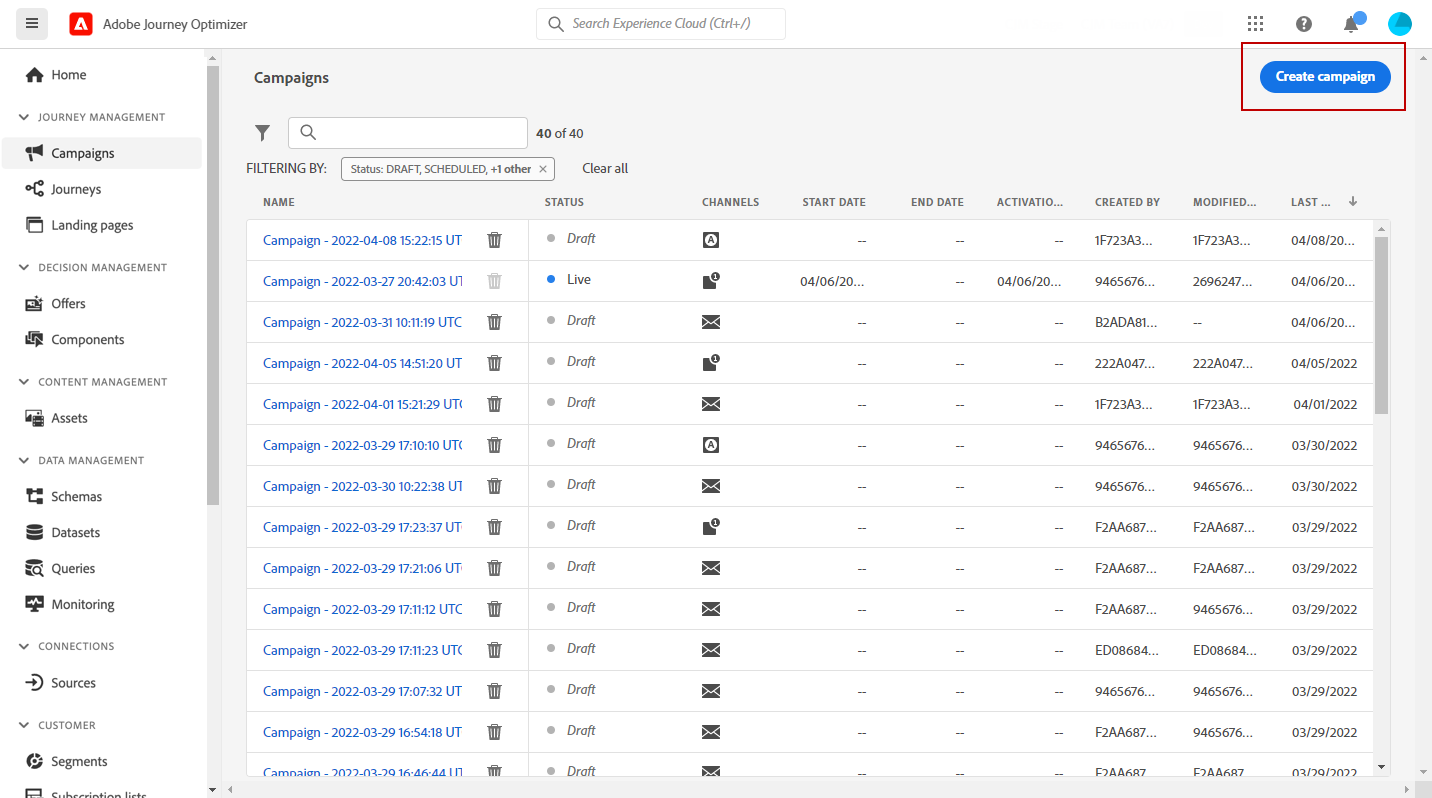 Adobe Journey Optimizer
Search Experience Cloud (Ctrl+/)
Home
JOURNEY MANAGEMENT
Campaigns
Journeys
Landing pages
DECISION MANAGEMENT
Offers
Components
CONTENT MANAGEMENT
Assets
DATA MANAGEMENT
Schemas
Datasets
Queries
Monitoring
CONNECTIONS
Sources
CUSTOMER
Segments
Subscription lists
Campaigns
Create campaign
40 of 40
FILTERING BY: Status: DRAFT, SCHEDULED, +1 other Clear all
NAME STATUS CHANNELS START DATE END DATE ACTIVATIO... CREATED BY MODIFIED... LAST ...
Campaign - 2022-04-08 15:22:15 UT Draft -- -- -- 1F723A3... 1F723A3... 04/08/20...
Campaign - 2022-03-27 20:42:03 UT Live 1 04/06/20... -- 04/06/20... 9465676... 2696247... 04/06/20...
Campaign - 2022-03-31 10:11:19 UTC Draft -- -- -- B2ADA81... -- 04/06/20...
Campaign - 2022-04-05 14:51:20 UT Draft 1 -- -- -- 222A047... 222A047... 04/05/2022
Campaign - 2022-04-01 15:21:29 UTC Draft -- -- -- 1F723A3... 1F723A3... 04/01/2022
Campaign - 2022-03-29 17:10:10 UTC Draft -- -- -- 9465676... 9465676... 03/30/2022
Campaign - 2022-03-30 10:22:38 UT Draft -- -- -- 9465676... 9465676... 03/30/2022
Campaign - 2022-03-29 17:23:37 UT Draft 1 -- -- -- F2AA687... F2AA687... 03/29/2022
Campaign - 2022-03-29 17:21:06 UT Draft -- -- -- F2AA687... F2AA687... 03/29/2022
Campaign - 2022-03-29 17:11:12 UTC Draft -- -- -- F2AA687... 9465676... 03/29/2022
Campaign - 2022-03-29 17:11:23 UTC Draft -- -- -- ED08684... ED08684... 03/29/2022
Campaign - 2022-03-29 17:07:32 UT Draft -- -- -- 9465676... 9465676... 03/29/2022
Campaign - 2022-03-29 16:54:18 UT Draft -- -- -- F2AA687... 9465676... 03/29/2022
Campaign - 2022-03-29 16:46:44 UT Draft -- -- -- F2AA687... F2AA687... 03/29/2022